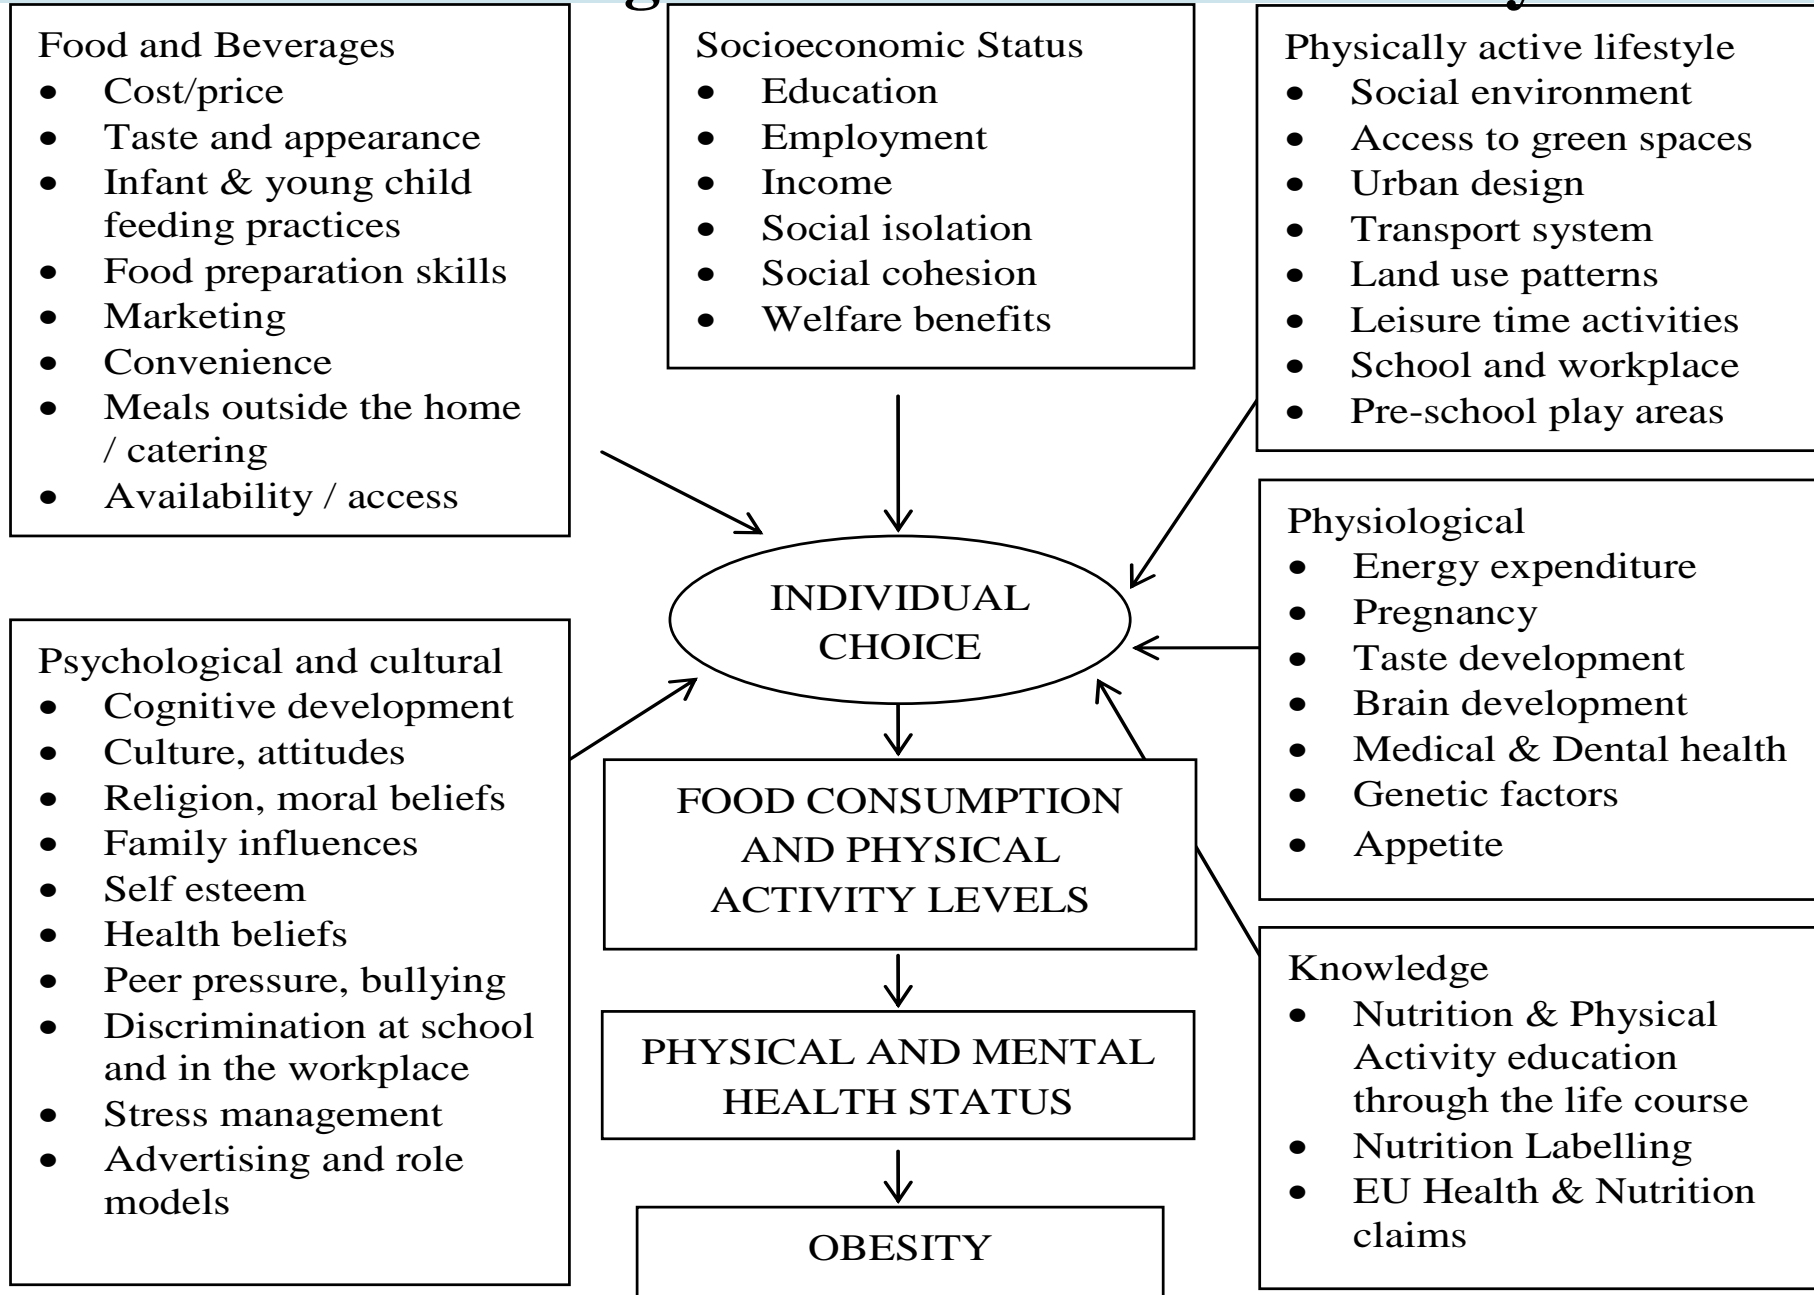 Food and Beverages
• Cost/price
• Taste and appearance
• Infant & young child
feeding practices
• Food preparation skills
• Marketing
• Convenience
• Meals outside the home
/ catering
• Availability / access
Socioeconomic Status
• Education
• Employment
• Income
• Social isolation
• Social cohesion
• Welfare benefits
Physically active lifestyle
• Social environment
• Access to green spaces
• Urban design
• Transport system
• Land use patterns
• Leisure time activities
• School and workplace
• Pre-school play areas
INDIVIDUAL
CHOICE
Physiological
• Energy expenditure
• Pregnancy
• Taste development
• Brain development
• Medical & Dental health
• Genetic factors
• Appetite
Psychological and cultural
• Cognitive development
• Culture, attitudes
• Religion, moral beliefs
• Family influences
• Self esteem
• Health beliefs
• Peer pressure, bullying
• Discrimination at school
and in the workplace
• Stress management
• Advertising and role
models
FOOD CONSUMPTION
AND PHYSICAL
ACTIVITY LEVELS
PHYSICAL AND MENTAL
HEALTH STATUS
OBESITY
Knowledge
• Nutrition & Physical
Activity education
through the life course
• Nutrition Labelling
• EU Health & Nutrition
claims